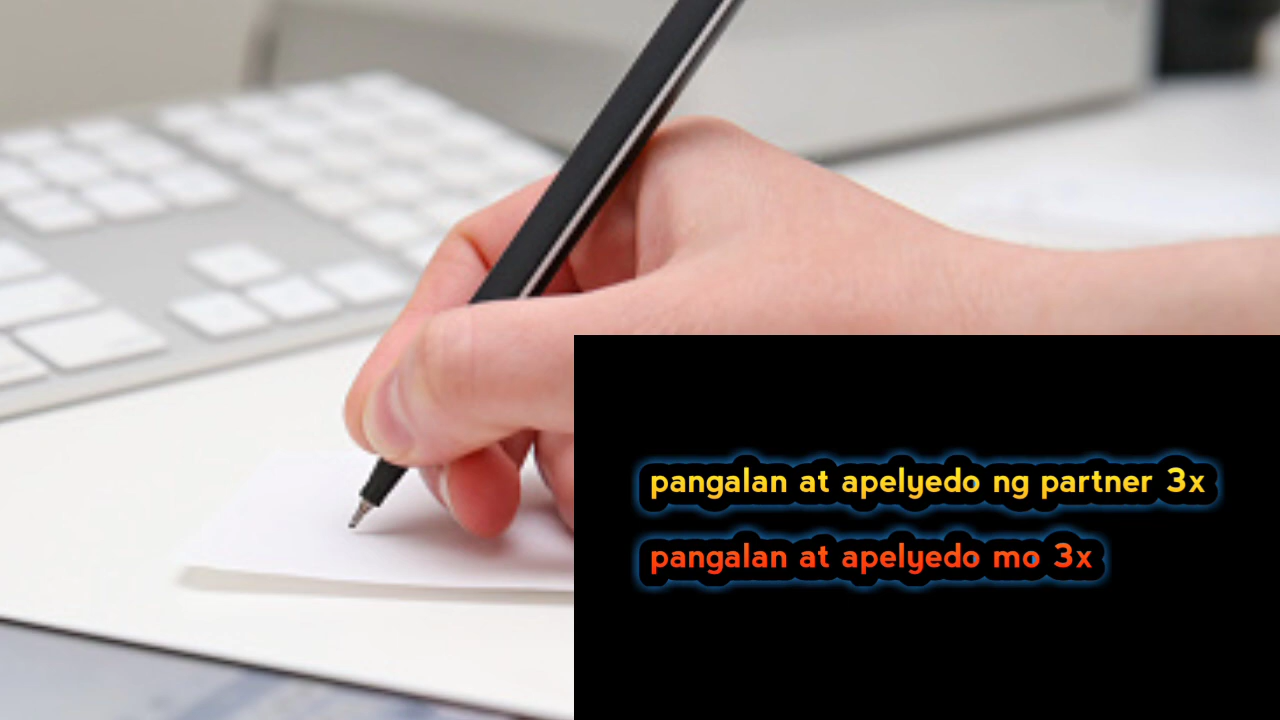 pangalan at apelyedo ng partner 3x
pangalan at apelyedo mo 3x